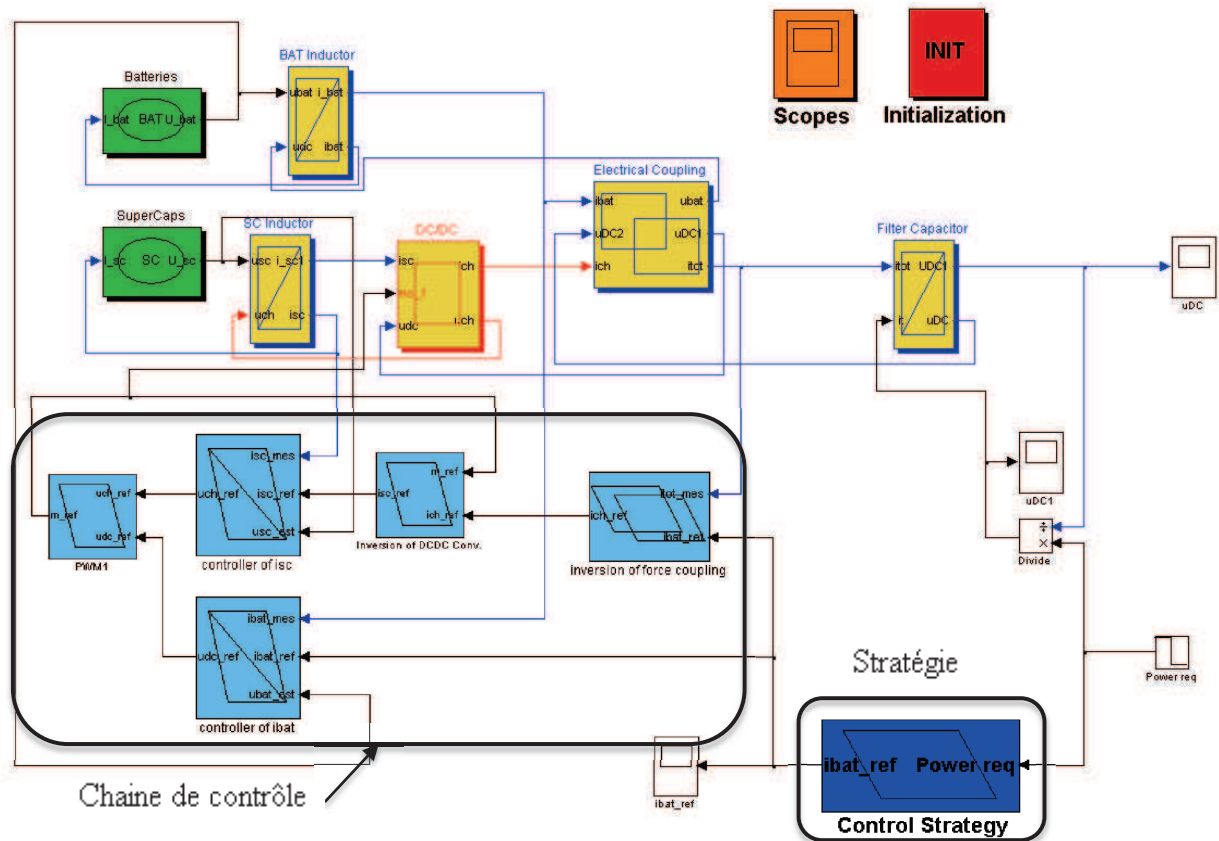 INIT
Scopes
Initialization
BAT Inductor
Batteries
ubat i_bat
I_bat BAT U_bat
udc ibat
Electrical Coupling
ibat ubat
SuperCaps
SC Inductor
DC/DC
uDC2 uDC1
Filter Capacitor
I_sc SC U_sc
usc i_sc1
isc ich
ich itot
itot UDC1
uch isc
udc uch
it uDC
uDC
uDC1
isc_mes
m_ref
uch_ref
uch_ref isc_ref
isc_ref
ich_ref
itot_mes
ich_ref
m_ref
udc_ref
usc_est
ibat_ref
Inversion of DCDC Conv.
PWM1
controller of isc
inversion of force coupling
÷
×
Divide
ibat_mes
udc_ref ibat_ref
ubat_est
controller of ibat
Stratégie
Power req
ibat_ref Power req
Control Strategy
ibat_ref
Chaine de contrôle